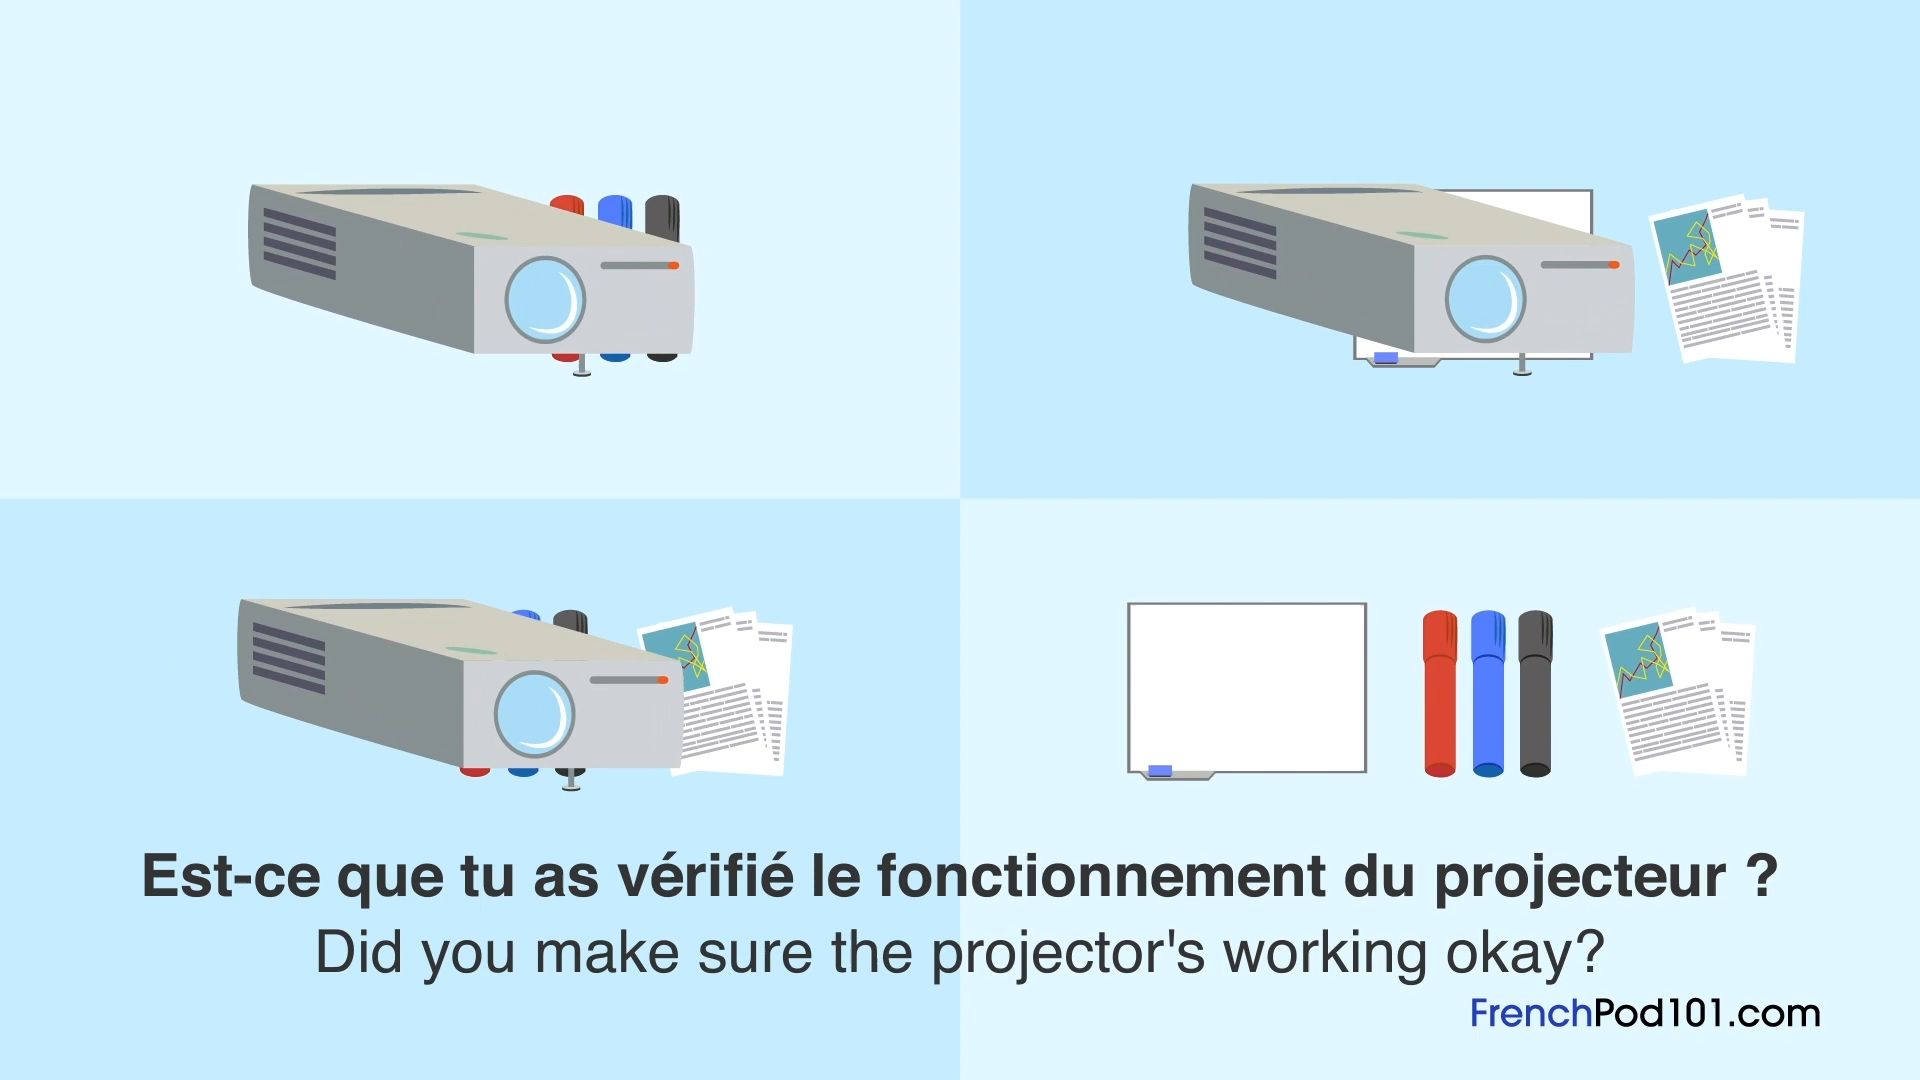 Est-ce que tu as vérifié le fonctionnement du projecteur ?
Did you make sure the projector's working okay?
FrenchPod101.com